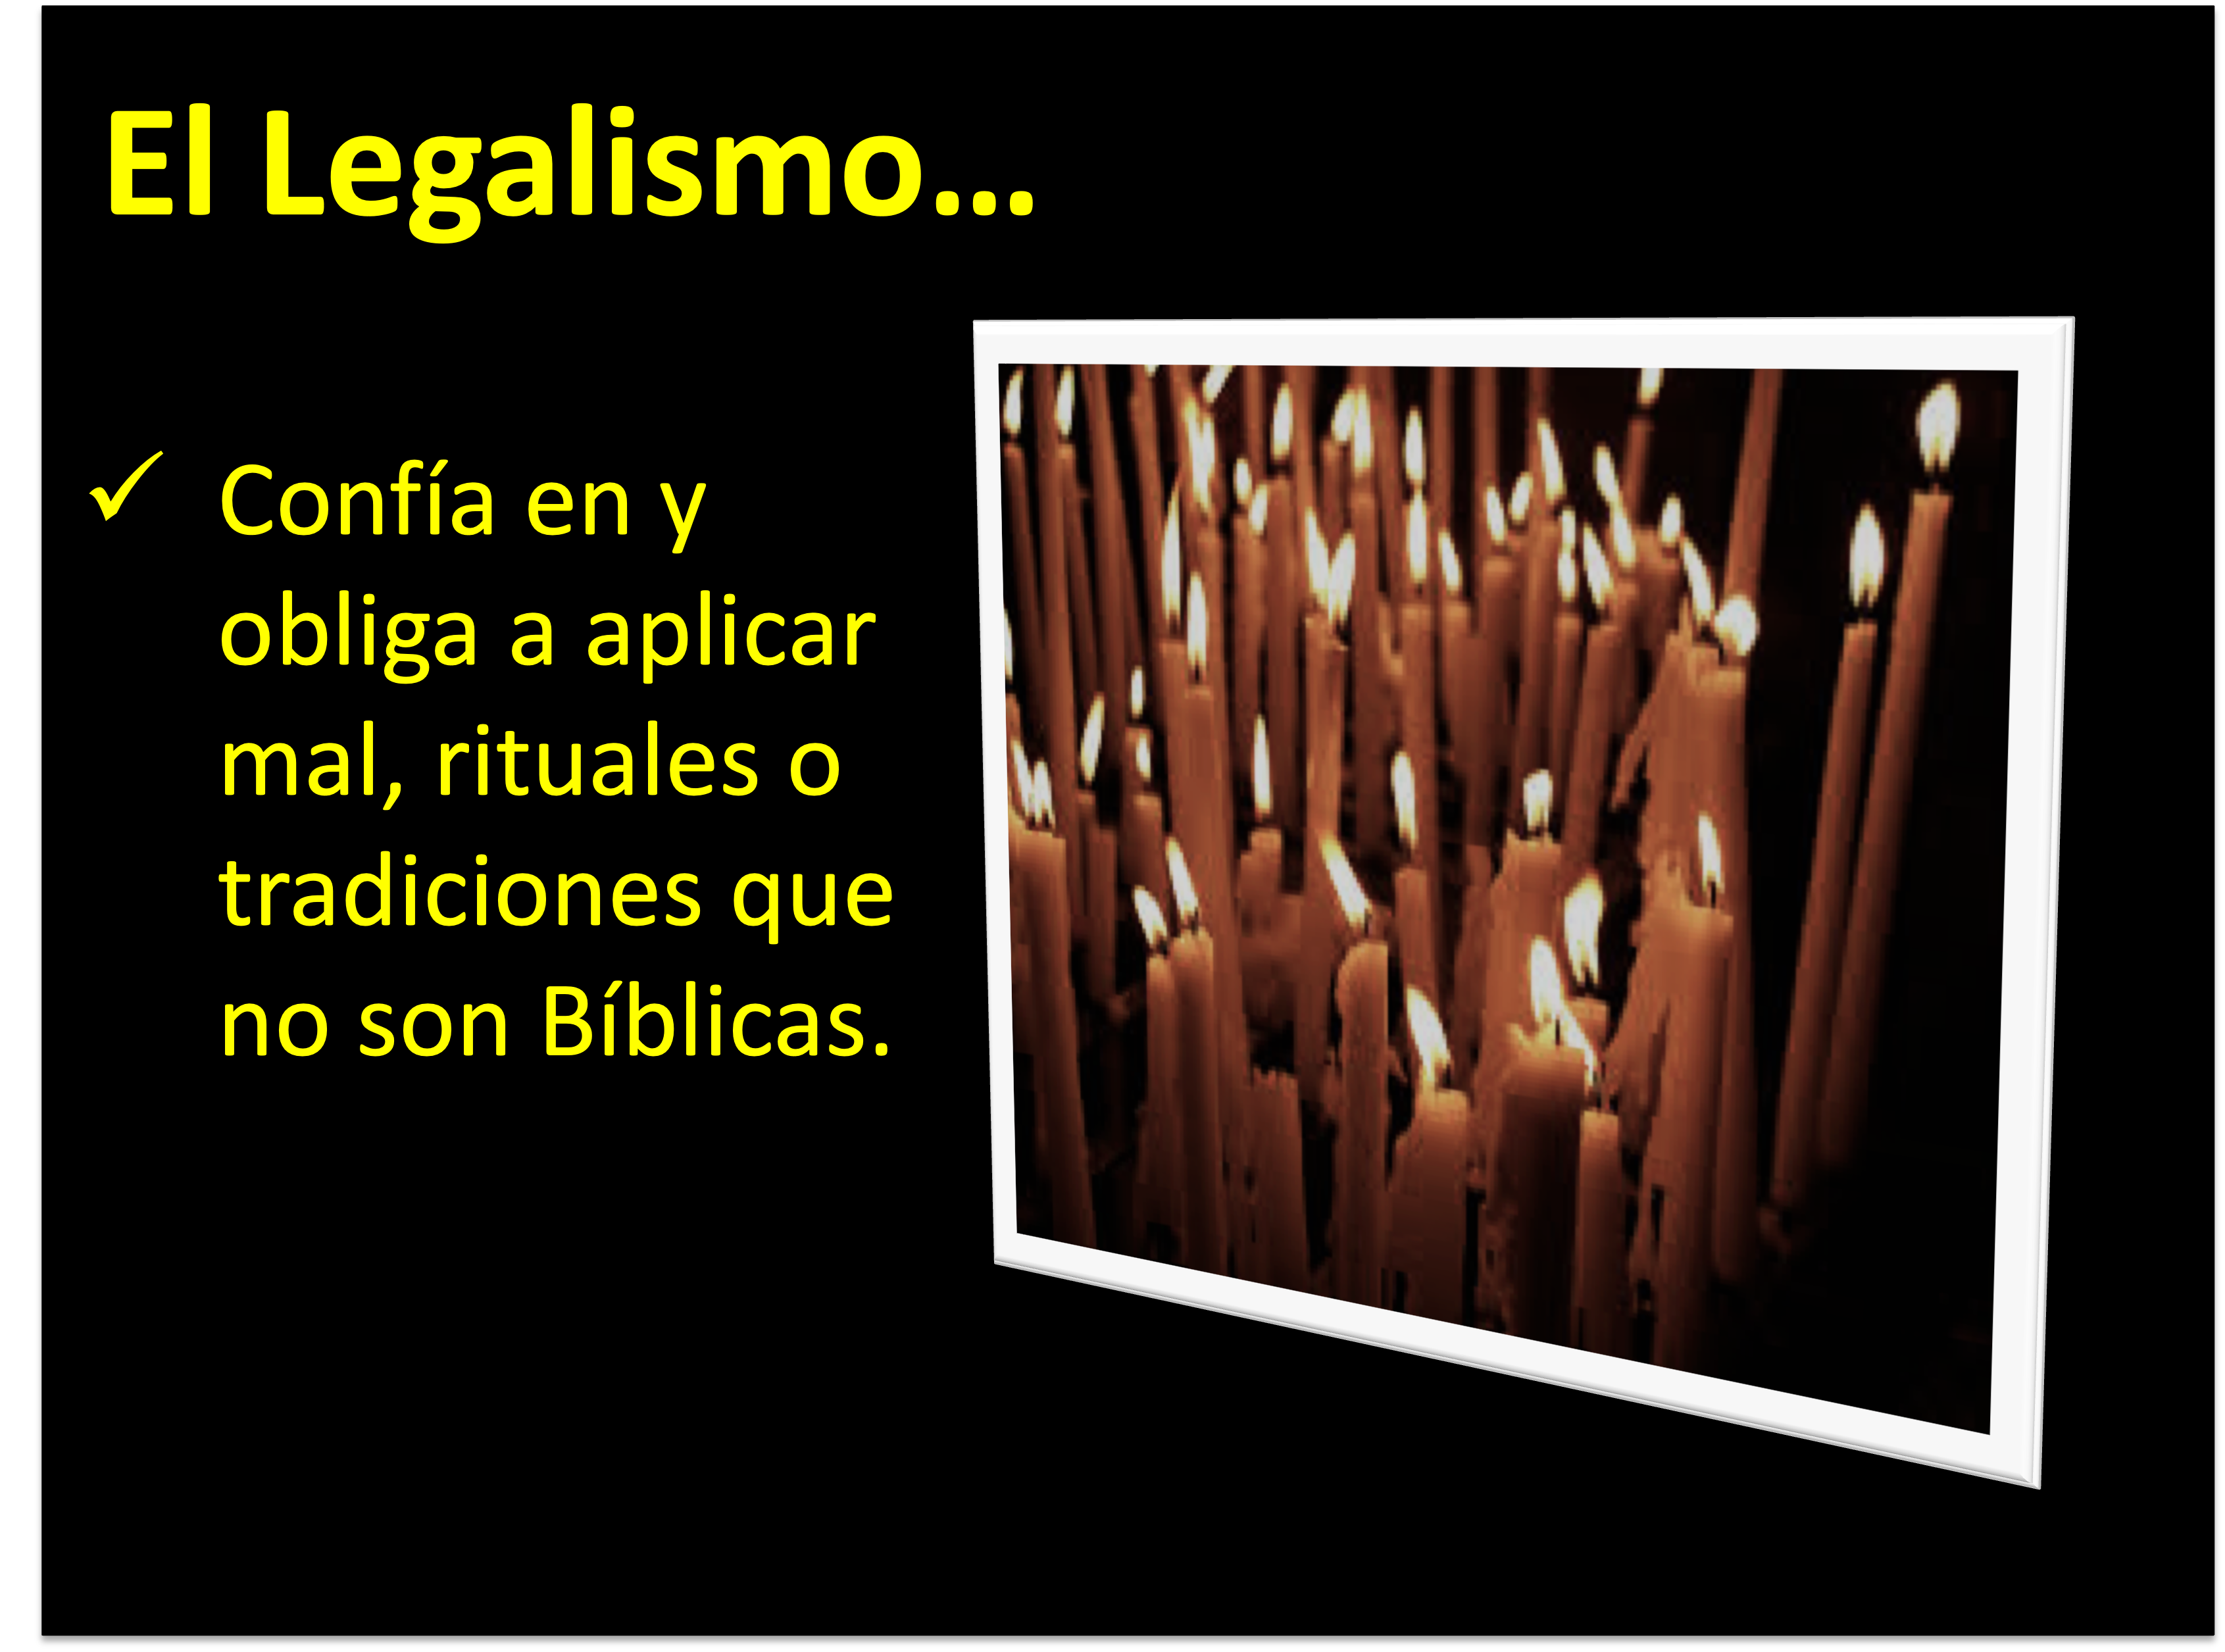 El Legalismo...
✓ Confía en y
obliga a aplicar
mal, rituales o
tradiciones que
no son Bíblicas.